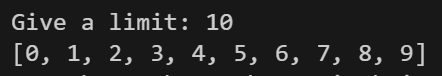 Give a limit: 10
[0, 1, 2, 3, 4, 5, 6, 7, 8, 9]